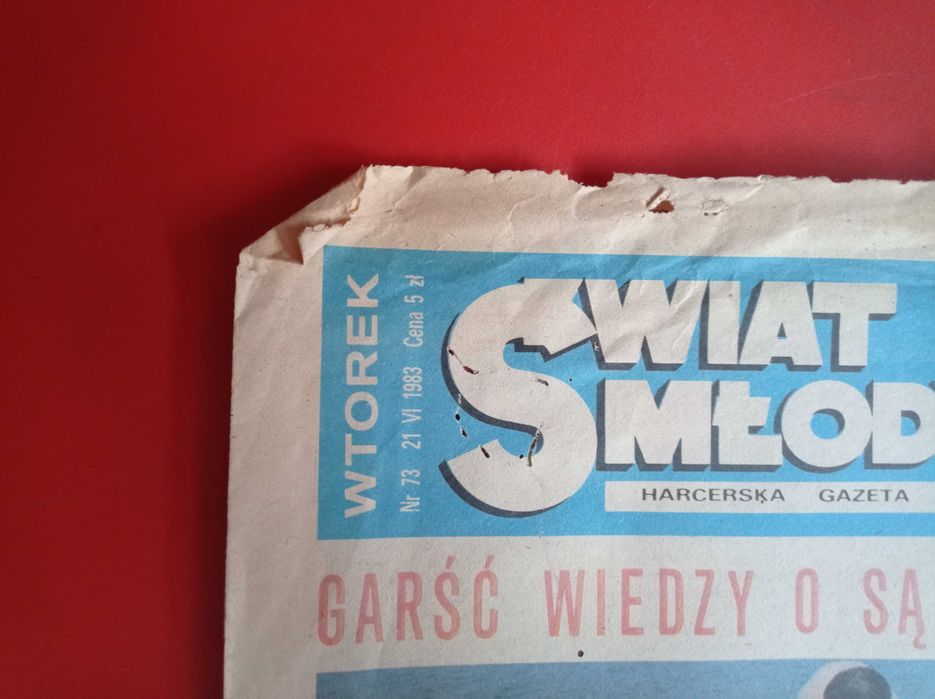 WTOREK
Nr 73 21 VI 1983 Cena 5 zł
ŚWIAT
MŁOD
HARCERSKA GAZETA
GARŚĆ WIEDZY O SĄ